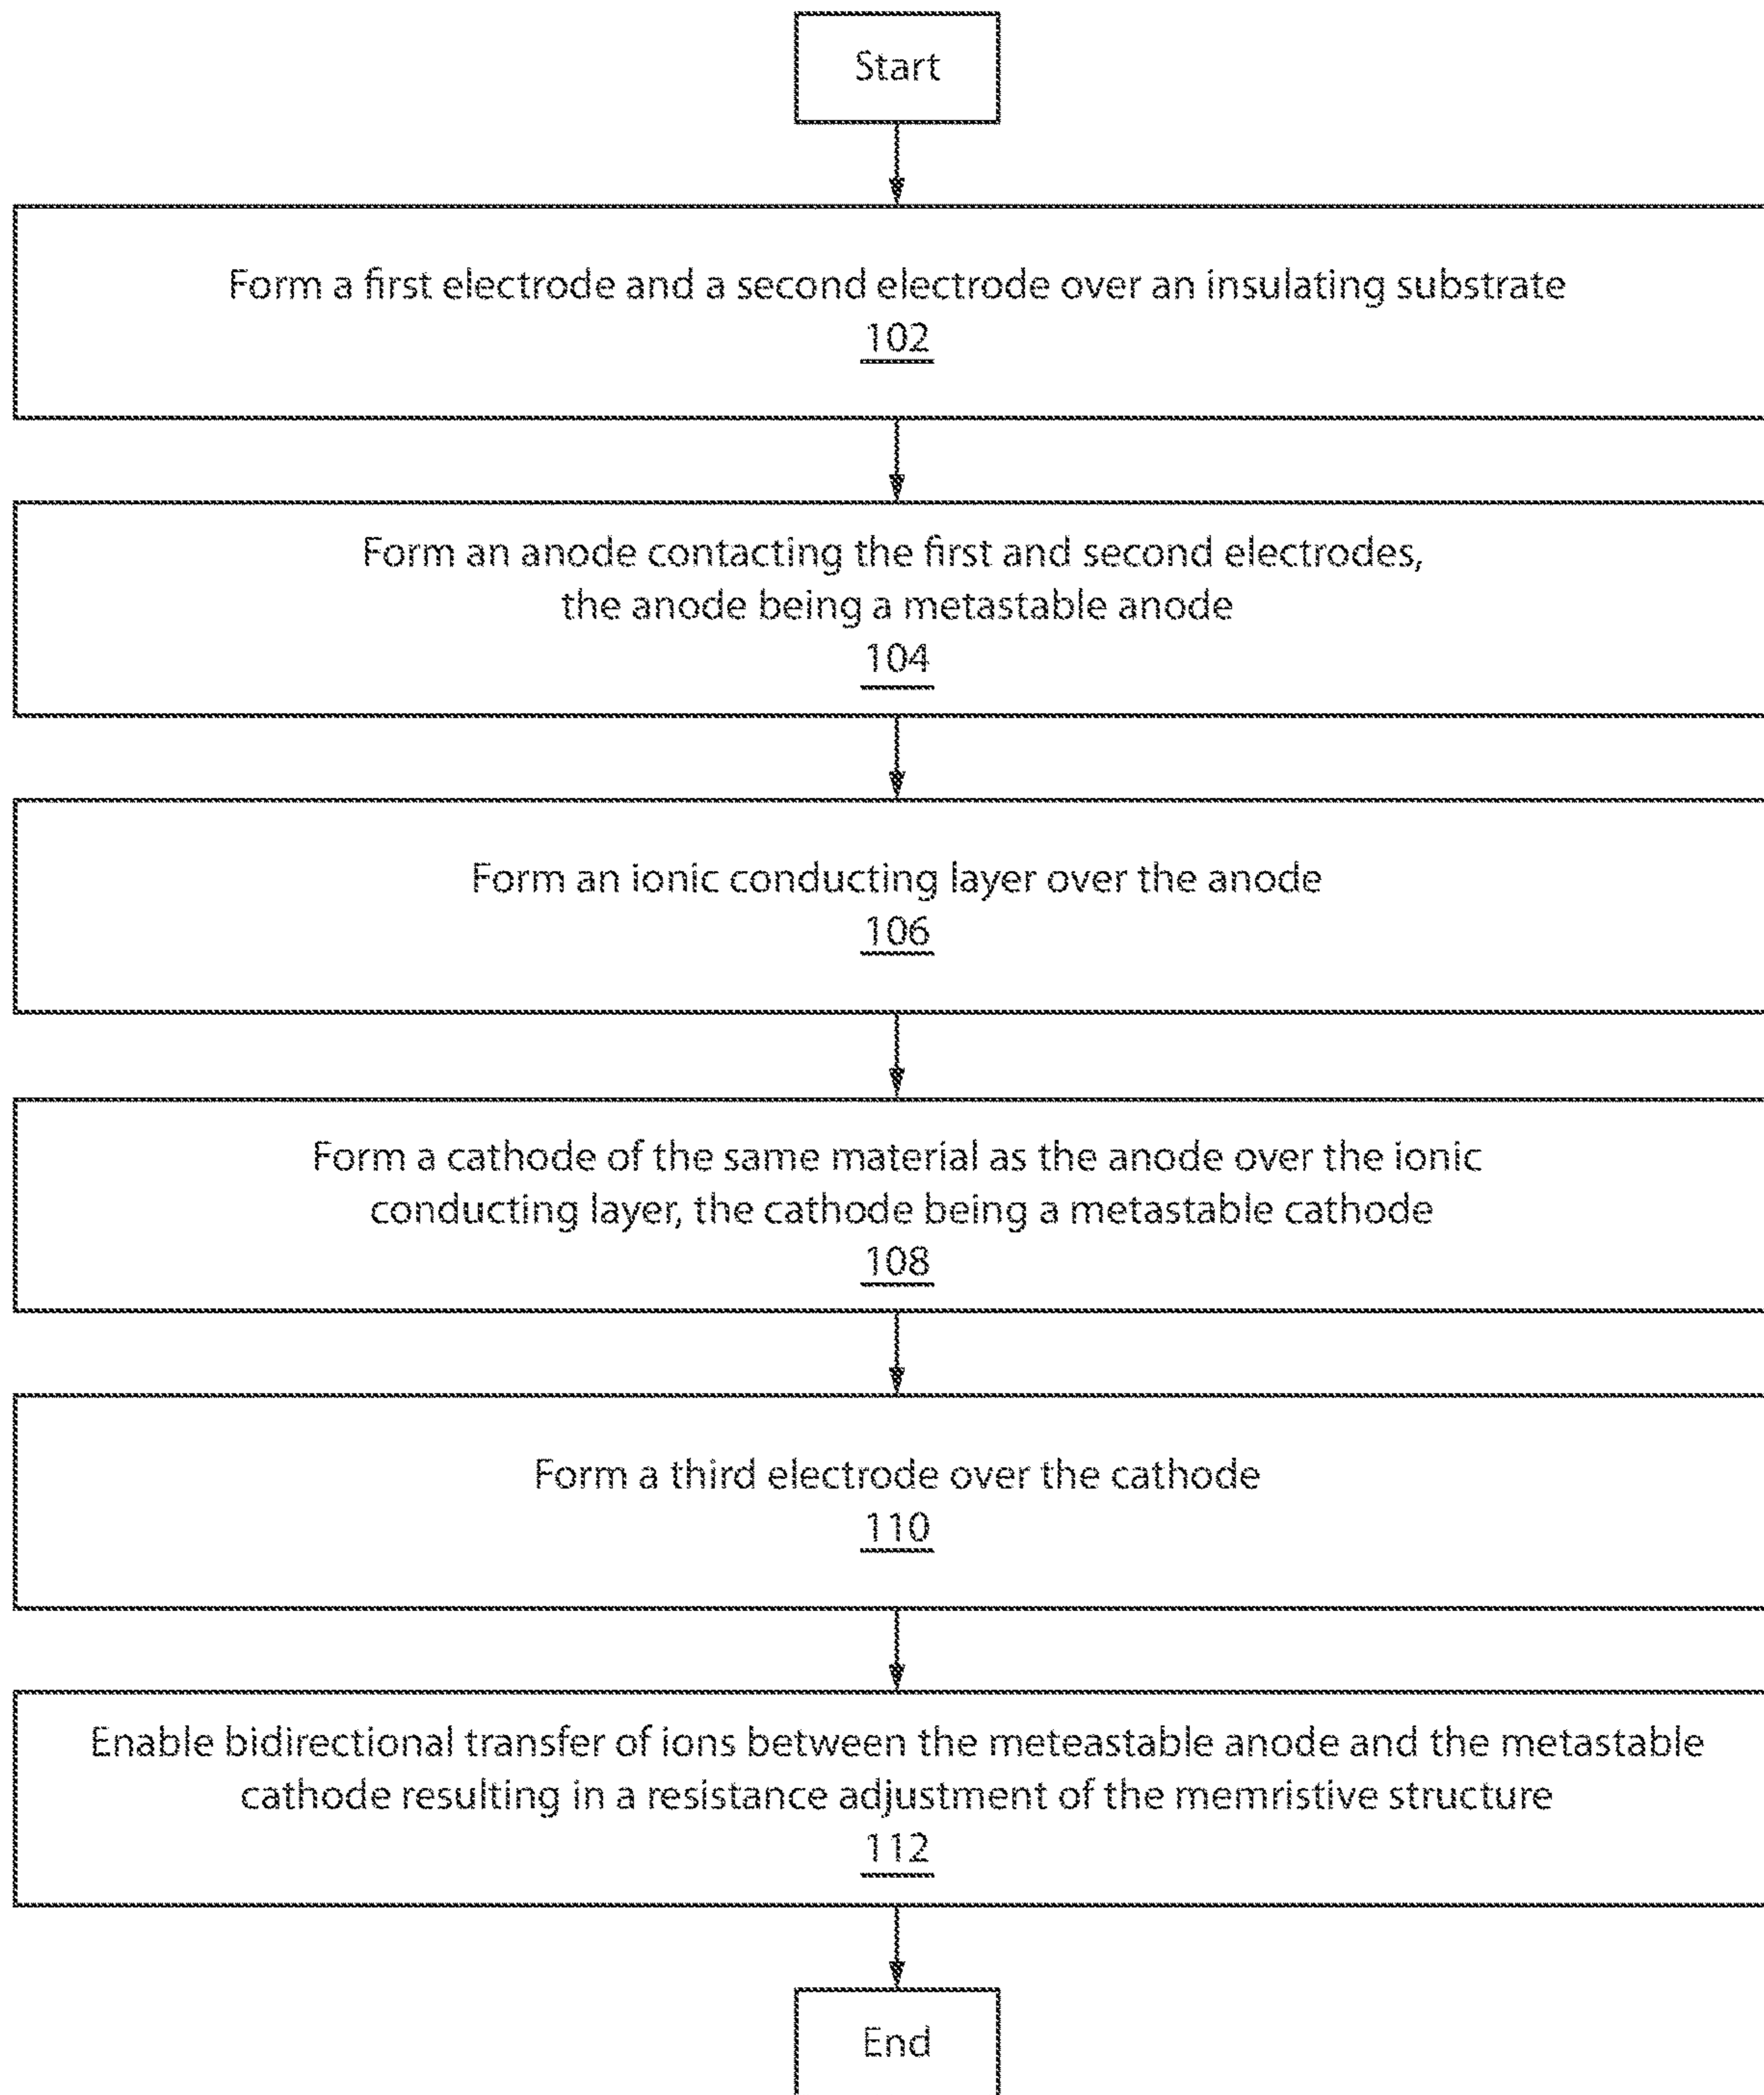 Start
Form a first electrode and a second electrode over an insulating substrate
102
Form an anode contacting the first and second electrodes,
the anode being a metastable anode
104
Form an ionic conducting layer over the anode
106
Form a cathode of the same material as the anode over the ionic
conducting layer, the cathode being a metastable cathode
108
Form a third electrode over the cathode
110
Enable bidirectional transfer of ions between the meteastable anode and the metastable
cathode resulting in a resistance adjustment of the memristive structure
112
End